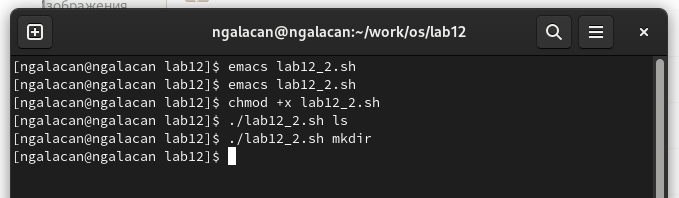 изображения
ngalacan@ngalacan:~/work/os/lab12
[ngalacan@ngalacan lab12]$ emacs lab12_2.sh
[ngalacan@ngalacan lab12]$ emacs lab12_2.sh
[ngalacan@ngalacan lab12]$ chmod +x lab12_2.sh
[ngalacan@ngalacan lab12]$ ./lab12_2.sh ls
[ngalacan@ngalacan lab12]$ ./lab12_2.sh mkdir
[ngalacan@ngalacan lab12]$